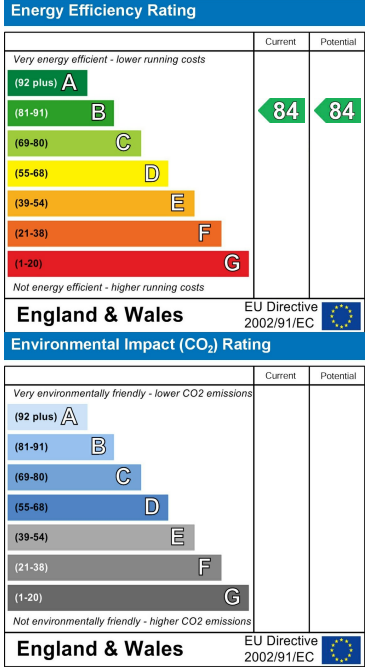 Energy Efficiency Rating
Current Potential
Very energy efficient - lower running costs
(92 plus) A
(81-91) B 84 84
(69-80) C
(55-68) D
(39-54) E
(21-38) F
(1-20) G
Not energy efficient - higher running costs
England & Wales EU Directive 2002/91/EC
Environmental Impact (CO₂) Rating
Current Potential
Very environmentally friendly - lower CO2 emissions
(92 plus) A
(81-91) B
(69-80) C
(55-68) D
(39-54) E
(21-38) F
(1-20) G
Not environmentally friendly - higher CO2 emissions
England & Wales EU Directive 2002/91/EC